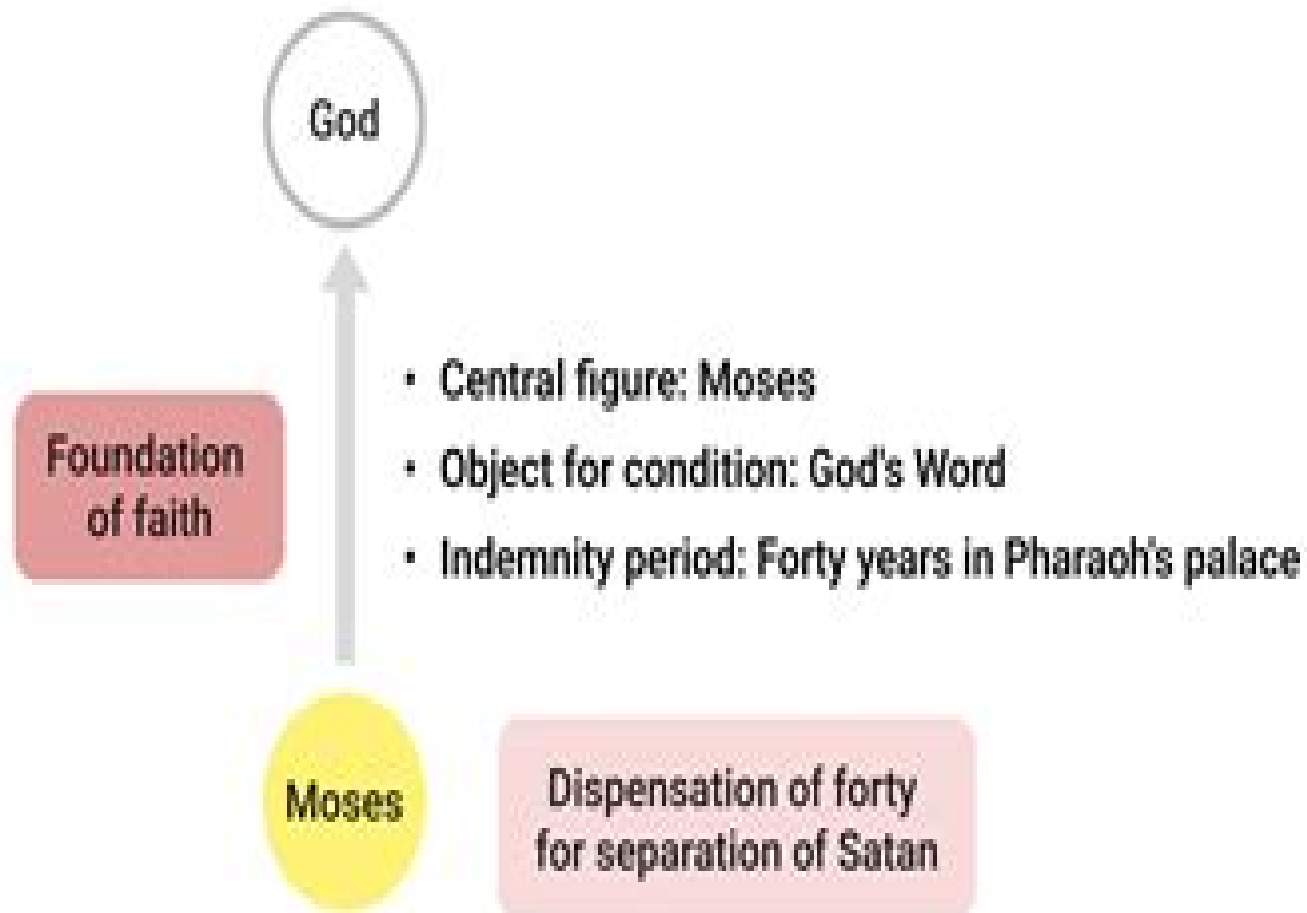 God
• Central figure: Moses
• Object for condition: God's Word
• Indemnity period: Forty years in Pharaoh's palace
Foundation
of faith
Moses
Dispensation of forty
for separation of Satan